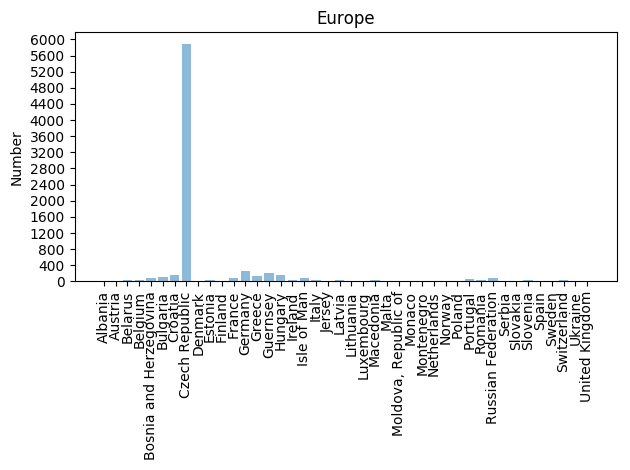 Europe
Number
6000
5600
5200
4800
4400
4000
3600
3200
2800
2400
2000
1600
1200
800
400
0
Albania
Austria
Belarus
Belgium
Bosnia and Herzegovina
Bulgaria
Croatia
Czech Republic
Denmark
Estonia
Finland
France
Germany
Greece
Guernsey
Hungary
Ireland
Isle of Man
Italy
Jersey
Latvia
Lithuania
Luxembourg
Macedonia
Malta
Moldova, Republic of
Monaco
Montenegro
Netherlands
Norway
Poland
Portugal
Romania
Russian Federation
Serbia
Slovakia
Slovenia
Spain
Sweden
Switzerland
Ukraine
United Kingdom